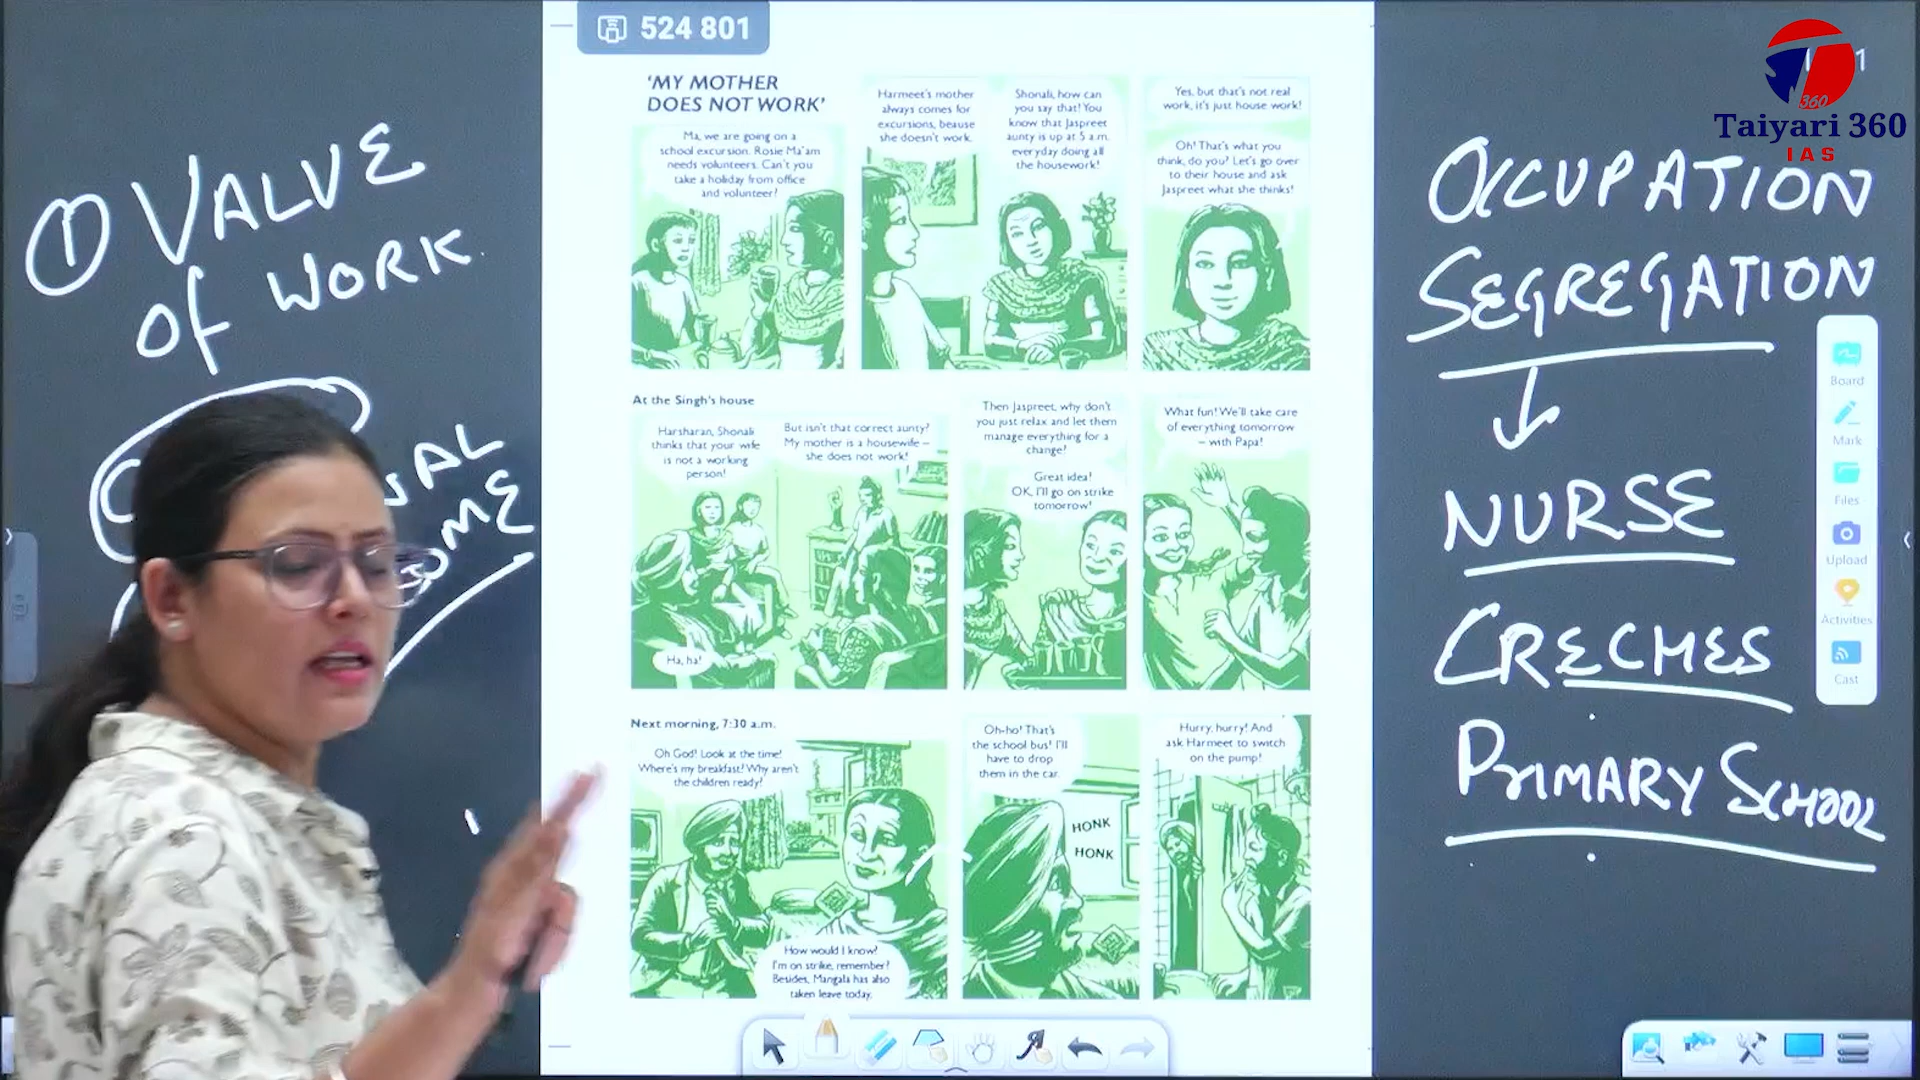 524 801
360
Taiyari 360
IAS
1
① VALUE
of WORK
OCCUPATION
SEGREGATION
NURSE
CRECHES
PRIMARY SCHOOL
'MY MOTHER
DOES NOT WORK'
Ma, we are going on a
school excursion. Rosie Ma'am
needs volunteers. Can't you
take a holiday from office
and volunteer?
Harmeet's mother
always comes for
excursions, beause
she doesn't work.
Shonali, how can
you say that! You
know that Jaspreet
aunty is up at 5 a.m.
everyday doing all
the housework!
Yes, but that's not real
work, it's just house work!
Oh! That's what you
think, do you? Let's go over
to their house and ask
Jaspreet what she thinks!
At the Singh's house
Harsharan, Shonali
thinks that your wife
is not a working
person!
But isn't that correct aunty?
My mother is a housewife –
she does not work!
Ha, ha!
Then Jaspreet, why don't
you just relax and let them
manage everything for a
change!
Great idea!
OK, I'll go on strike
tomorrow!
What fun! We'll take care
of everything tomorrow
– with Papa!
Next morning, 7:30 a.m.
Oh God! Look at the time!
Where's my breakfast? Why aren't
the children ready?
How would I know?
I'm on strike, remember?
Besides, Mangala has also
taken leave today.
Oh-ho! That's
the school bus! I'll
have to drop
them in the car.
HONK
HONK
Hurry, hurry! And
ask Harmeet to switch
on the pump!
Board
Mark
Files
Upload
Activities
Cast